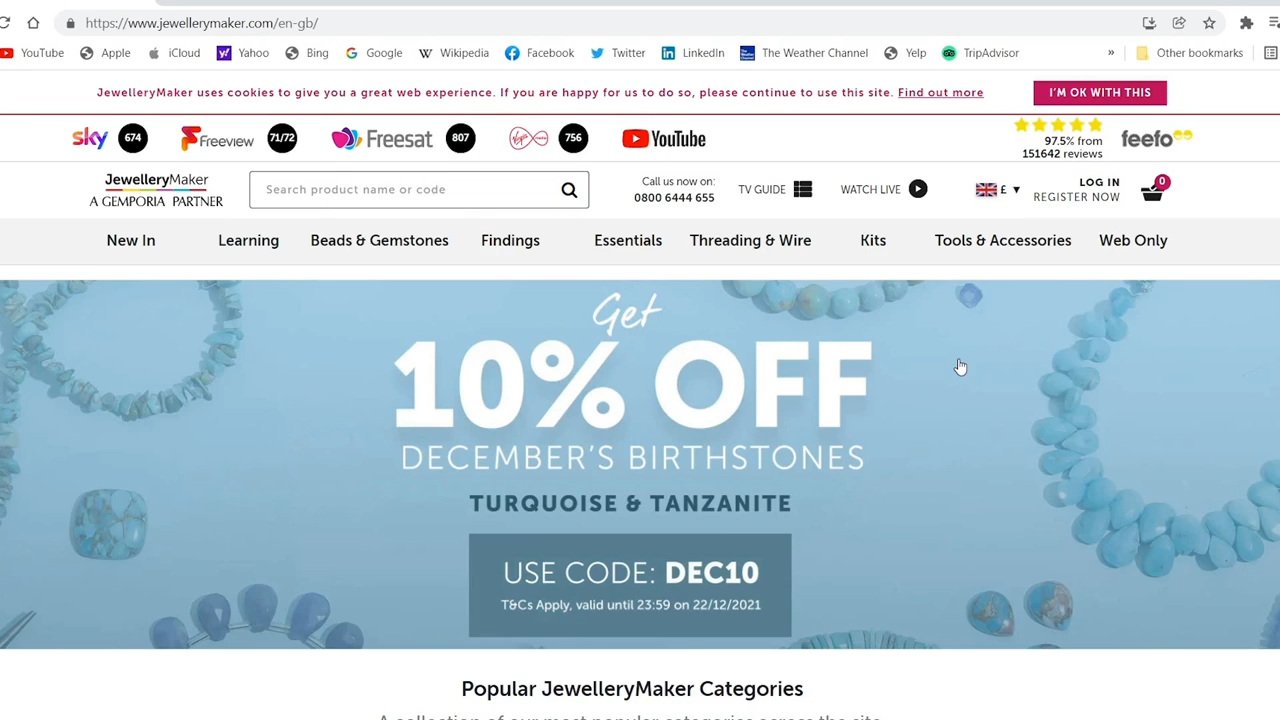 https://www.jewellerymaker.com/en-gb/
YouTube Apple iCloud Yahoo Bing Google Wikipedia Facebook Twitter LinkedIn The Weather Channel Yelp TripAdvisor » Other bookmarks
JewelleryMaker uses cookies to give you a great web experience. If you are happy for us to do so, please continue to use this site. Find out more
I'M OK WITH THIS
sky 674 Freeview 71/72 Freesat 807 Virgin media 756 YouTube
97.5% from
151642 reviews
feefo
JewelleryMaker
A GEMPORIA PARTNER
Search product name or code
Call us now on:
0800 6444 655
TV GUIDE
WATCH LIVE
£ ▼
LOG IN
REGISTER NOW
0
New In Learning Beads & Gemstones Findings Essentials Threading & Wire Kits Tools & Accessories Web Only
Get
10% OFF
DECEMBER'S BIRTHSTONES
TURQUOISE & TANZANITE
USE CODE: DEC10
T&Cs Apply, valid until 23:59 on 22/12/2021
Popular JewelleryMaker Categories
A collection of our most popular categories across the site